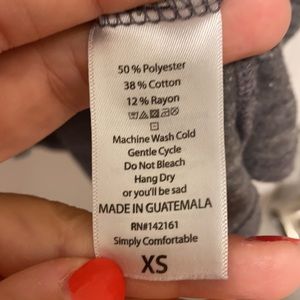 50 % Polyester
38 % Cotton
12 % Rayon
Machine Wash Cold
Gentle Cycle
Do Not Bleach
Hang Dry
or you'll be sad
MADE IN GUATEMALA
RN#142161
Simply Comfortable
XS